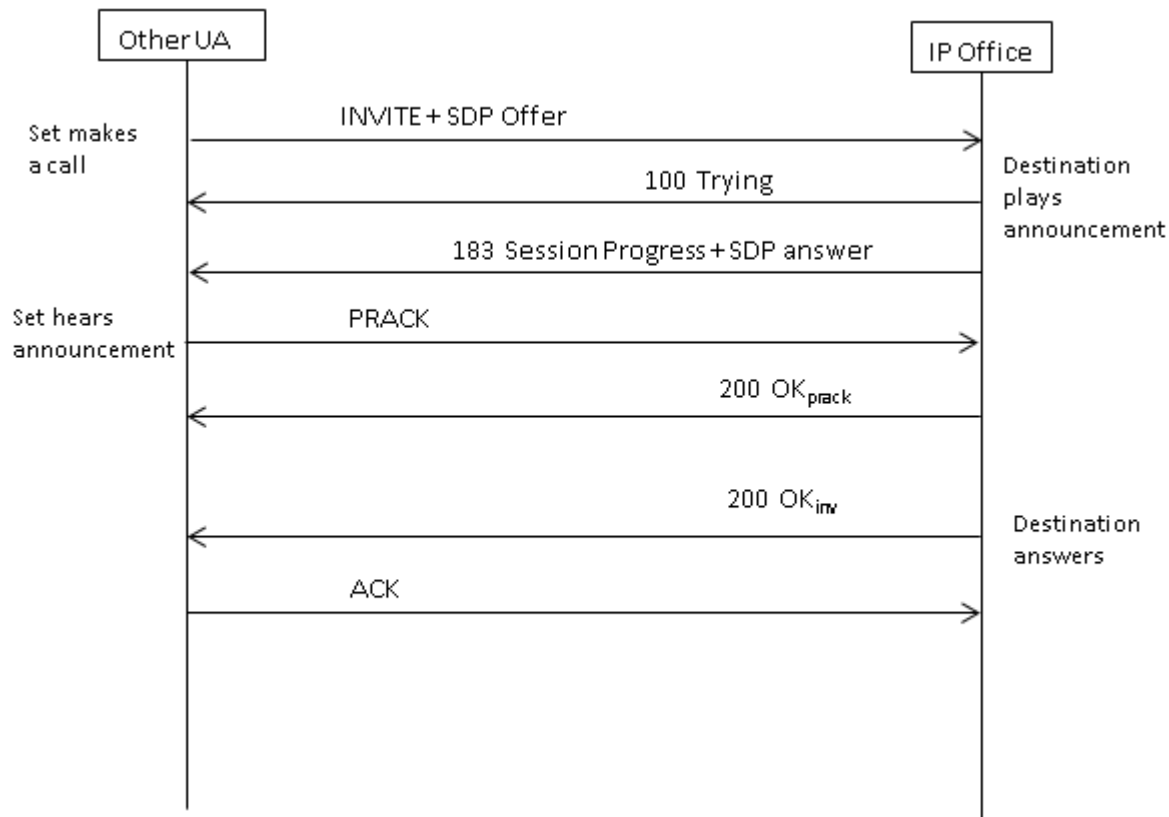 Other UA
IP Office
INVITE + SDP Offer
Set makes
a call
100 Trying
Destination
plays
announcement
183 Session Progress + SDP answer
Set hears
announcement
PRACK
200 OKprack
200 OKinv
Destination
answers
ACK